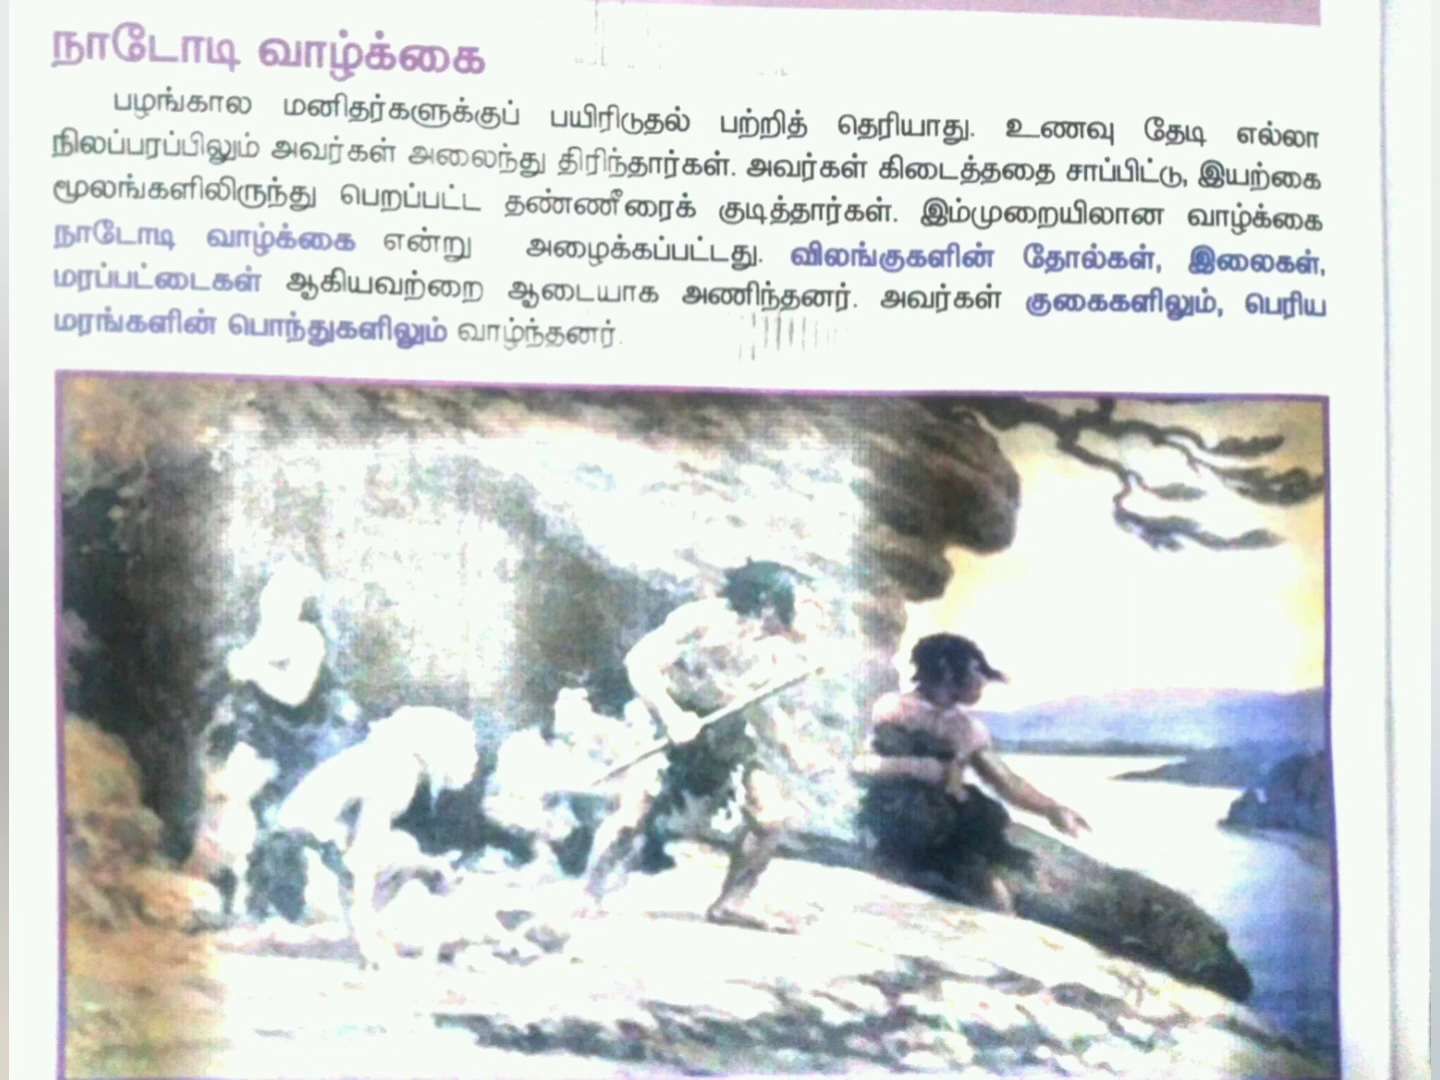 நாடோடி வாழ்க்கை
பழங்கால மனிதர்களுக்குப் பயிரிடுதல் பற்றித் தெரியாது. உணவு தேடி எல்லா
நிலப்பரப்பிலும் அவர்கள் அலைந்து திரிந்தார்கள். அவர்கள் கிடைத்ததை சாப்பிட்டு, இயற்கை
மூலங்களிலிருந்து பெறப்பட்ட தண்ணீரைக் குடித்தார்கள். இம்முறையிலான வாழ்க்கை
நாடோடி வாழ்க்கை என்று அழைக்கப்பட்டது. விலங்குகளின் தோல்கள், இலைகள்,
மரப்பட்டைகள் ஆகியவற்றை ஆடையாக அணிந்தனர். அவர்கள் குகைகளிலும், பெரிய
மரங்களின் பொந்துகளிலும் வாழ்ந்தனர்.